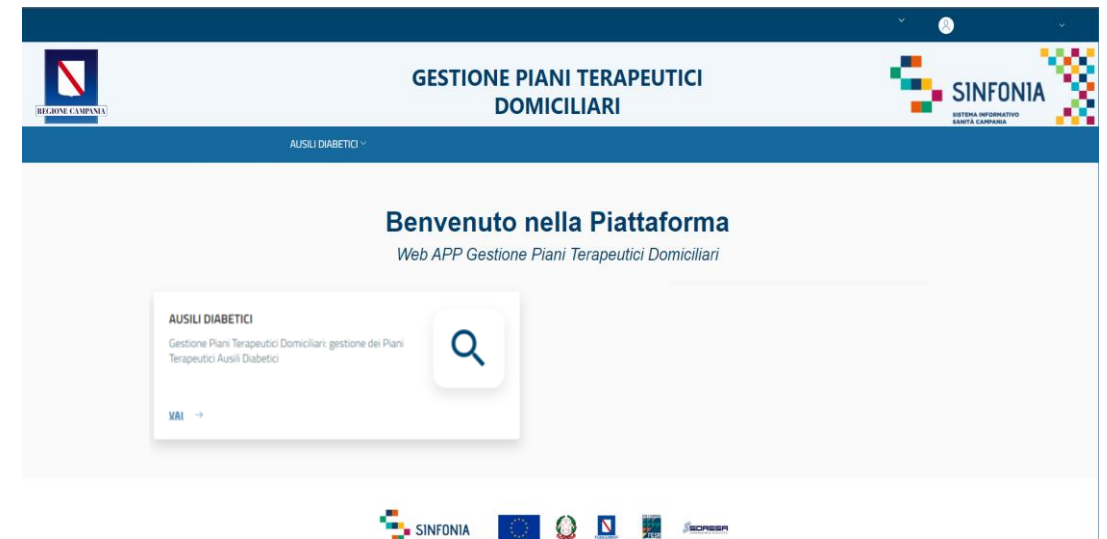 GESTIONE PIANI TERAPEUTICI
DOMICILIARI
REGIONE CAMPANIA
SINFONIA
SISTEMA INFORMATIVO
SANITÀ CAMPANIA
AUSILI DIABETICI
Benvenuto nella Piattaforma
Web APP Gestione Piani Terapeutici Domiciliari
AUSILI DIABETICI
Gestione Piani Terapeutici Domiciliari: gestione dei Piani
Terapeutici Ausili Diabetici
VAI
SINFONIA